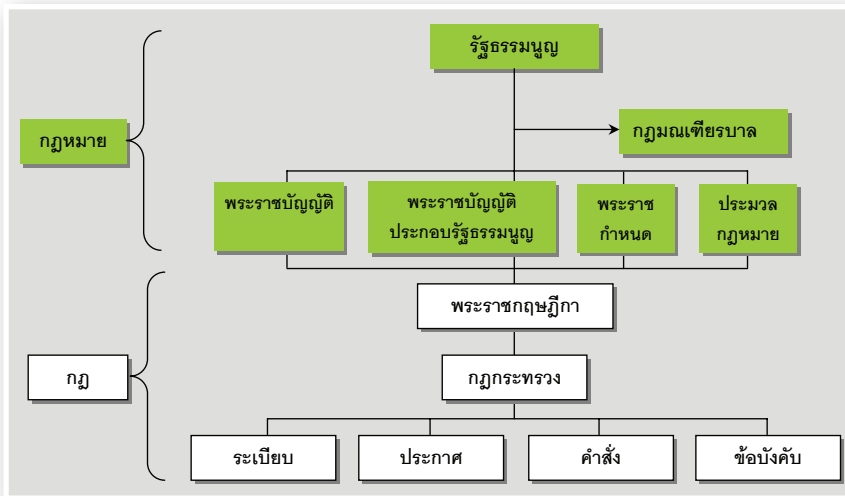 รัฐธรรมนูญ
กฎหมาย
กฎมณเฑียรบาล
พระราชบัญญัติ
พระราชบัญญัติ
ประกอบรัฐธรรมนูญ
พระราช
กำหนด
ประมวล
กฎหมาย
พระราชกฤษฎีกา
กฎ
กฎกระทรวง
ระเบียบ
ประกาศ
คำสั่ง
ข้อบังคับ